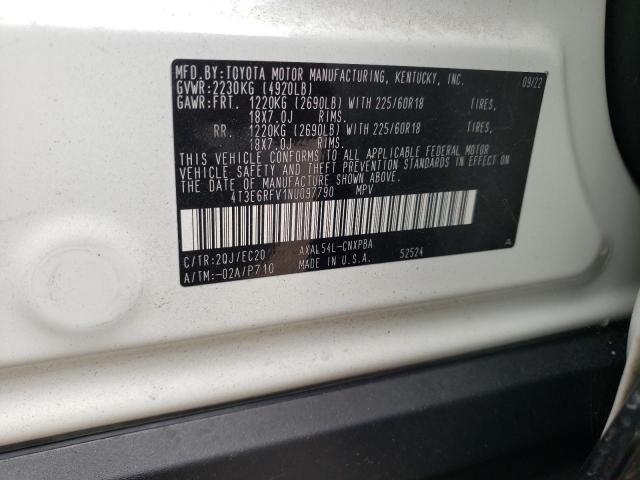 MFD.BY:TOYOTA MOTOR MANUFACTURING, KENTUCKY, INC. 09/22
GVWR:2230KG (4920LB)
GAWR:FRT. 1220KG (2690LB) WITH 225/60R18 TIRES,
18X7.0J RIMS.
RR. 1220KG (2690LB) WITH 225/60R18 TIRES,
18X7.0J RIMS.
THIS VEHICLE CONFORMS TO ALL APPLICABLE FEDERAL MOTOR
VEHICLE SAFETY, BUMPER, AND THEFT PREVENTION STANDARDS IN EFFECT ON
THE DATE OF MANUFACTURE SHOWN ABOVE.
4T3E6RFV1NU097790 MPV
C/TR:2QJ/EC20 AXAL54L-CNXPBA 52524
A/TM:-02A/P710 MADE IN U.S.A. A